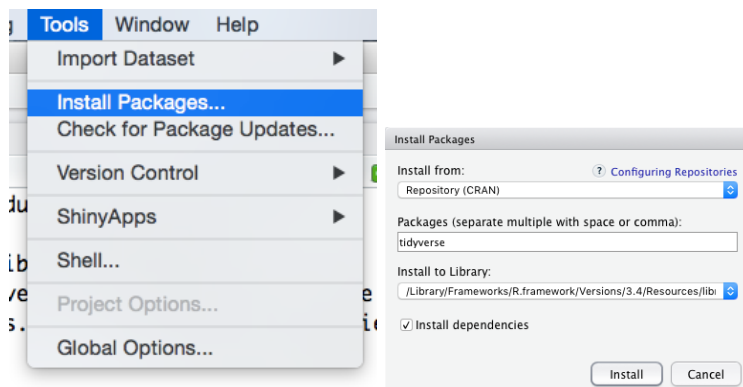 Tools Window Help
Import Dataset
Install Packages...
Check for Package Updates...
Version Control
ShinyApps
Shell...
Project Options...
Global Options...
Install Packages
Install from:
? Configuring Repositories
Repository (CRAN)
Packages (separate multiple with space or comma):
tidyverse
Install to Library:
/Library/Frameworks/R.framework/Versions/3.4/Resources/libr
Install dependencies
Install Cancel